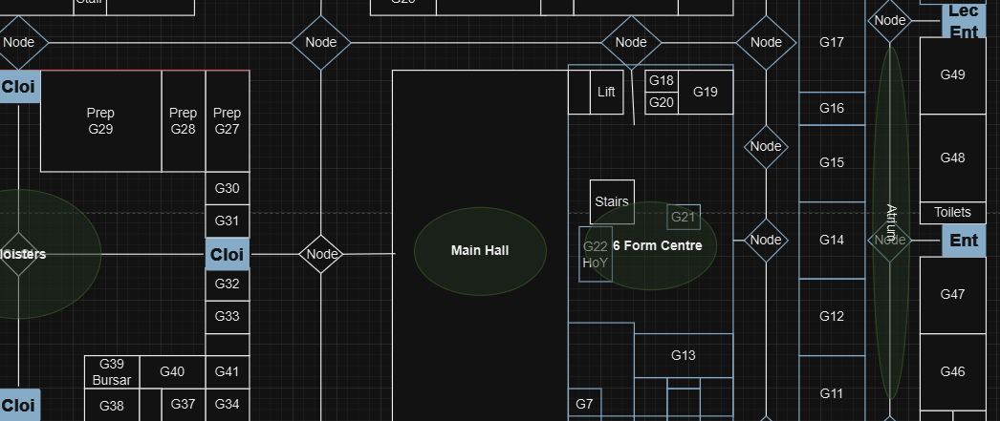 Stair
G26
Lec
Ent
Node
Node
Node
Node
Node
G17
Cloi
Prep
G29
Prep
G28
Prep
G27
Lift
G18
G20
G19
G49
G16
Node
G15
G48
G30
G31
Stairs
G21
Toilets
Atrium
oisters
Cloi
Node
Main Hall
G22
HoY
6 Form Centre
Node
G14
Node
Ent
G32
G33
G47
G12
G39
Bursar
G40
G41
G13
G46
Cloi
G38
G37
G34
G7
G11